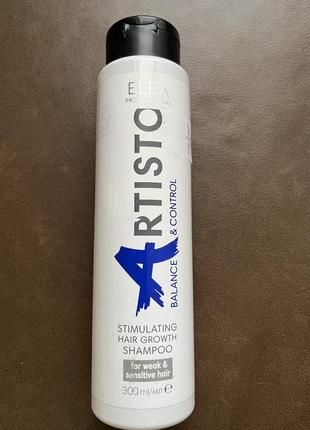 ELEA
PROFESSIONAL
ARTISTO
BALANCE & CONTROL
STIMULATING
HAIR GROWTH
SHAMPOO
for weak &
sensitive hair
300 ml/мл ℮